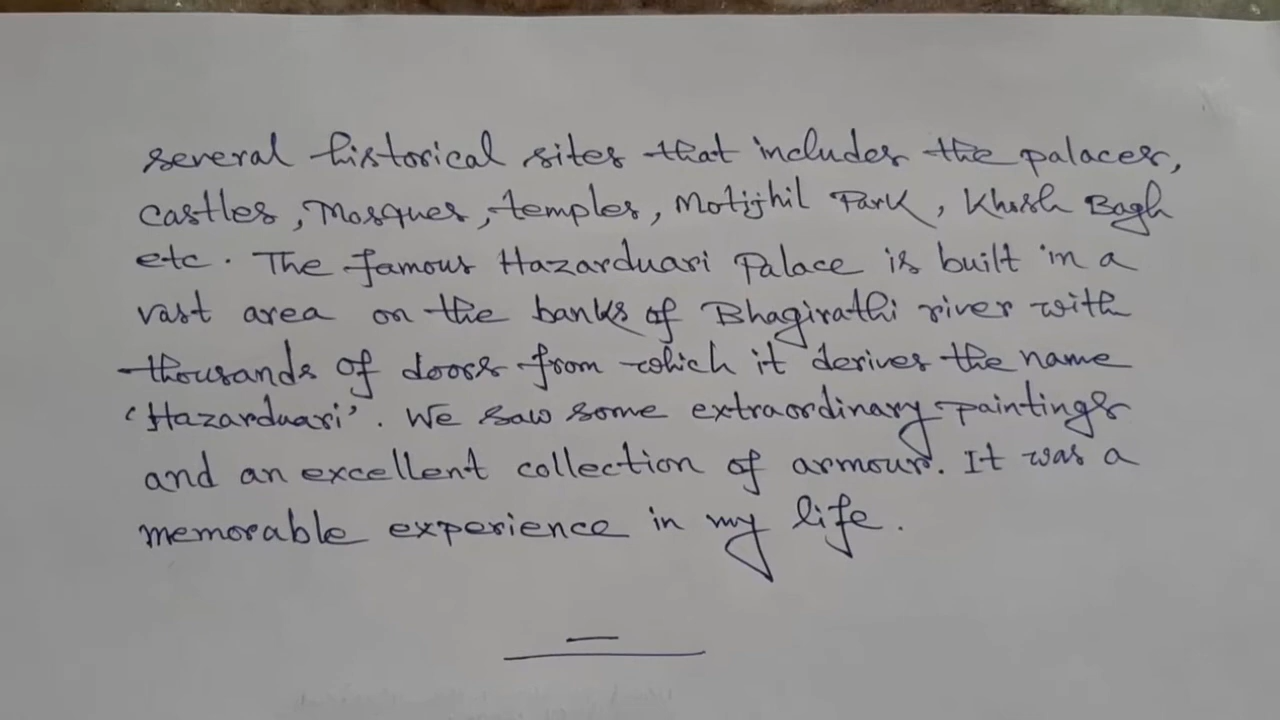 several historical sites that includes the palaces,
castles, Mosques, temples, Motijhil Park, Khosh Bagh
etc. The famous Hazarduari Palace is built in a
vast area on the banks of Bhagirathi river with
thousands of doors from which it derives the name
'Hazarduari'. We saw some extraordinary paintings
and an excellent collection of armour. It was a
memorable experience in my life.